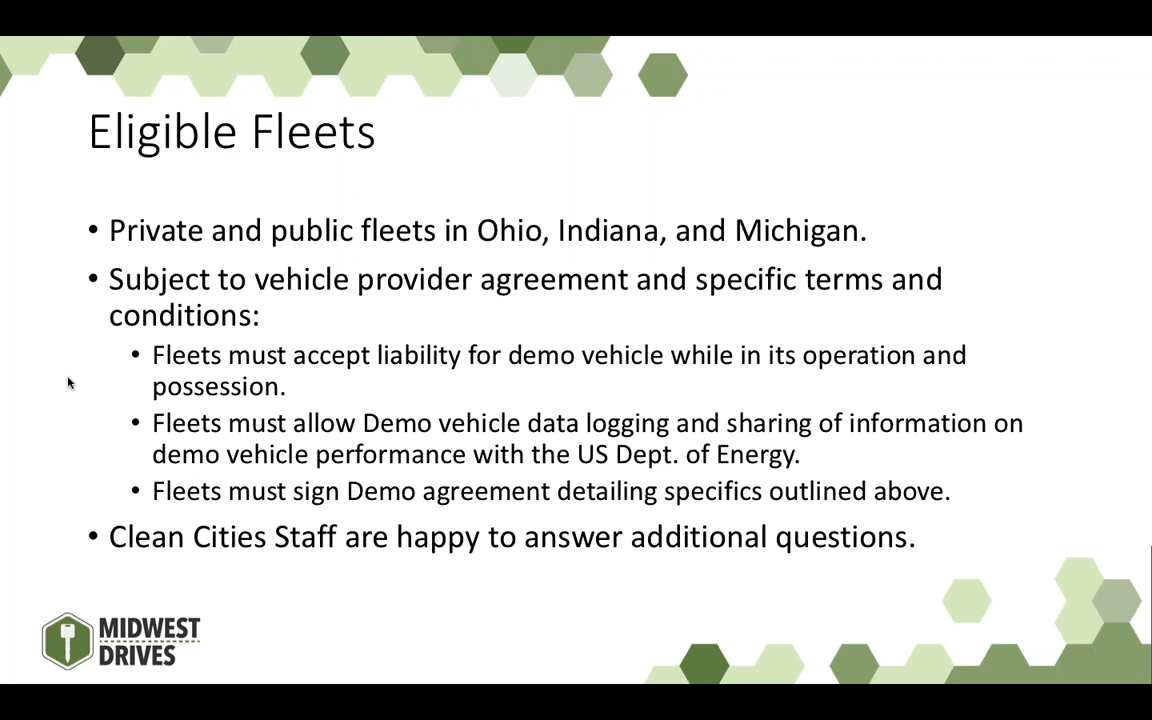 Eligible Fleets
• Private and public fleets in Ohio, Indiana, and Michigan.
• Subject to vehicle provider agreement and specific terms and
conditions:
• Fleets must accept liability for demo vehicle while in its operation and
possession.
• Fleets must allow Demo vehicle data logging and sharing of information on
demo vehicle performance with the US Dept. of Energy.
• Fleets must sign Demo agreement detailing specifics outlined above.
• Clean Cities Staff are happy to answer additional questions.
MIDWEST
DRIVES